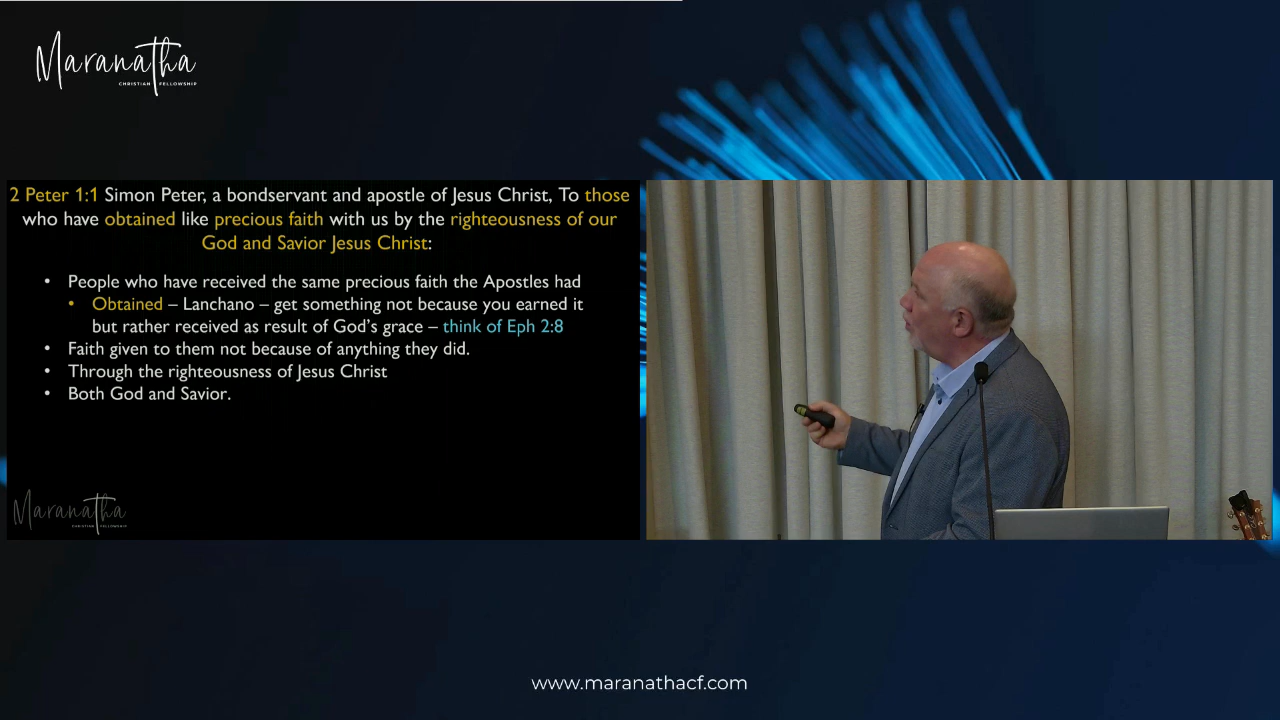 Maranatha
CHRISTIAN FELLOWSHIP
2 Peter 1:1 Simon Peter, a bondservant and apostle of Jesus Christ, To those
who have obtained like precious faith with us by the righteousness of our
God and Savior Jesus Christ:
• People who have received the same precious faith the Apostles had
• Obtained – Lanchano – get something not because you earned it
but rather received as result of God's grace – think of Eph 2:8
• Faith given to them not because of anything they did.
• Through the righteousness of Jesus Christ
• Both God and Savior.
Maranatha
CHRISTIAN FELLOWSHIP
www.maranathacf.com